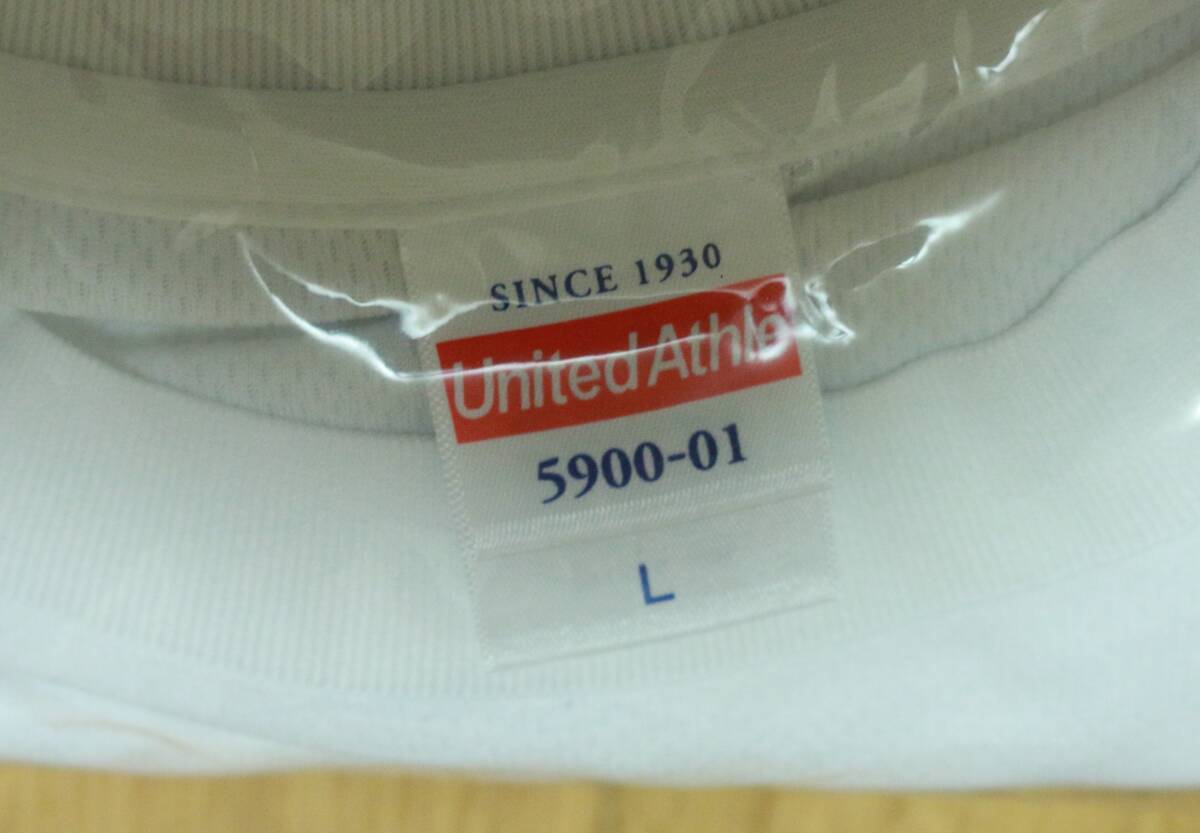 SINCE 1930
United Athle
5900-01
L